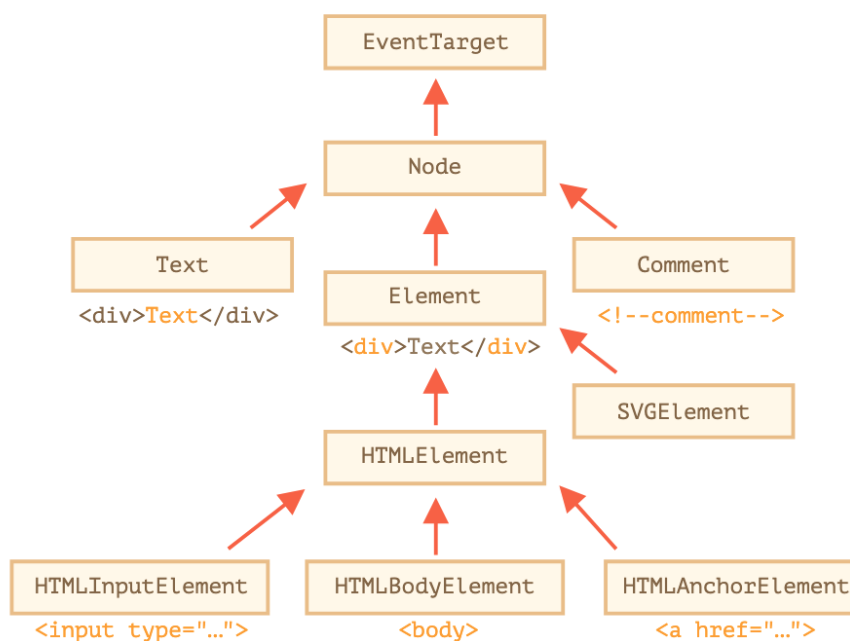 EventTarget
Node
Text
Comment
Element
<div>Text</div>
<!--comment-->
<div>Text</div>
SVGElement
HTMLElement
HTMLInputElement
HTMLBodyElement
HTMLAnchorElement
<input type="…">
<body>
<a href="…">